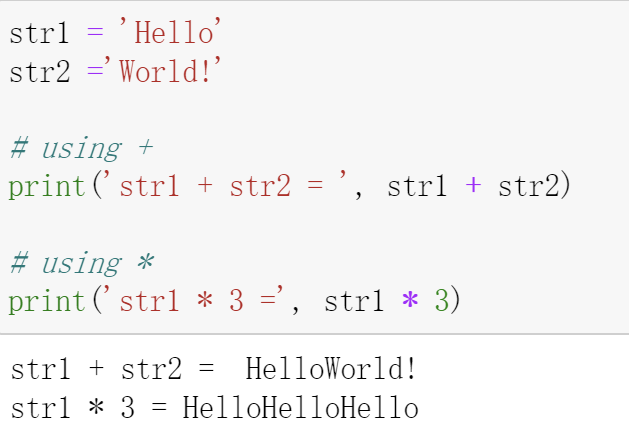 str1 = 'Hello'
str2 ='World!'
# using +
print('str1 + str2 = ', str1 + str2)
# using *
print('str1 * 3 =', str1 * 3)
str1 + str2 =  HelloWorld!
str1 * 3 = HelloHelloHello